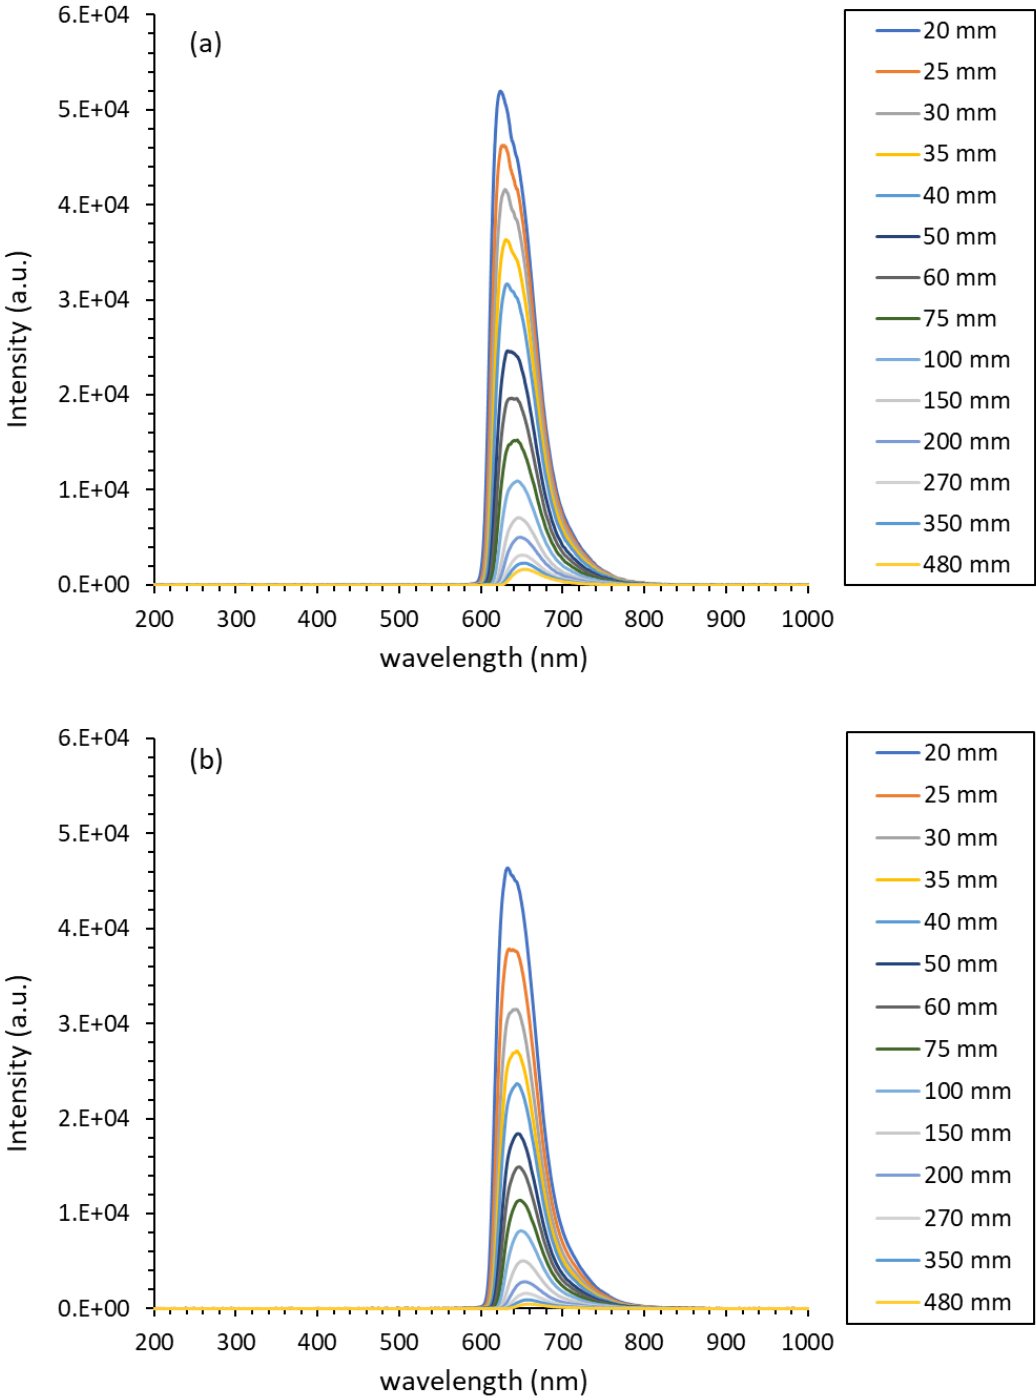 (a)
6.E+04
5.E+04
4.E+04
3.E+04
2.E+04
1.E+04
0.E+00
Intensity (a.u.)
200 300 400 500 600 700 800 900 1000
wavelength (nm)
20 mm
25 mm
30 mm
35 mm
40 mm
50 mm
60 mm
75 mm
100 mm
150 mm
200 mm
270 mm
350 mm
480 mm
(b)
6.E+04
5.E+04
4.E+04
3.E+04
2.E+04
1.E+04
0.E+00
Intensity (a.u.)
200 300 400 500 600 700 800 900 1000
wavelength (nm)
20 mm
25 mm
30 mm
35 mm
40 mm
50 mm
60 mm
75 mm
100 mm
150 mm
200 mm
270 mm
350 mm
480 mm